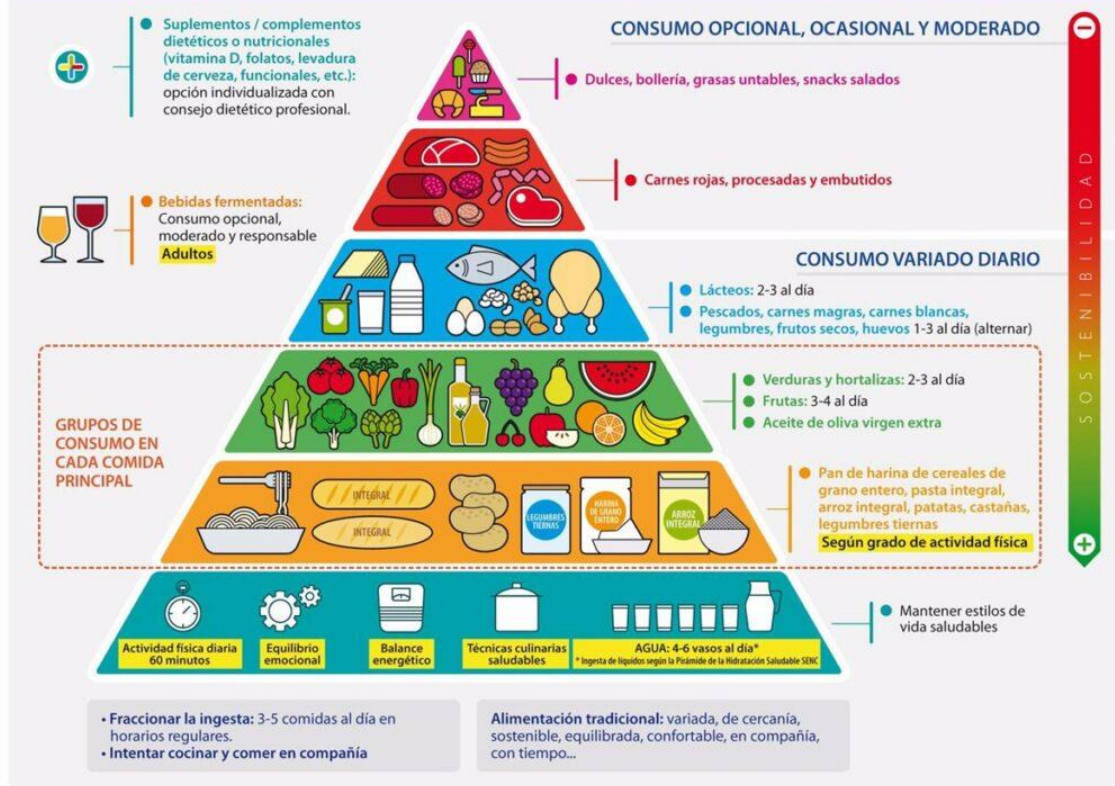 Suplementos / complementos
dietéticos o nutricionales
(vitamina D, folatos, levadura
de cerveza, funcionales, etc.):
opción individualizada con
consejo dietético profesional.
CONSUMO OPCIONAL, OCASIONAL Y MODERADO
Dulces, bollería, grasas untables, snacks salados
Carnes rojas, procesadas y embutidos
Bebidas fermentadas:
Consumo opcional,
moderado y responsable
Adultos
CONSUMO VARIADO DIARIO
Lácteos: 2-3 al día
Pescados, carnes magras, carnes blancas,
legumbres, frutos secos, huevos 1-3 al día (alternar)
SOSTENIBILIDAD
GRUPOS DE
CONSUMO EN
CADA COMIDA
PRINCIPAL
Verduras y hortalizas: 2-3 al día
Frutas: 3-4 al día
Aceite de oliva virgen extra
INTEGRAL
INTEGRAL
LEGUMBRES
TIERNAS
HARINA
DE GRANO
ENTERO
ARROZ
INTEGRAL
Pan de harina de cereales de
grano entero, pasta integral,
arroz integral, patatas, castañas,
legumbres tiernas
Según grado de actividad física
Actividad física diaria
60 minutos
Equilibrio
emocional
Balance
energético
Técnicas culinarias
saludables
AGUA: 4-6 vasos al día*
* Ingesta de líquidos según la Pirámide de la Hidratación Saludable SENC
Mantener estilos de
vida saludables
• Fraccionar la ingesta: 3-5 comidas al día en
horarios regulares.
• Intentar cocinar y comer en compañía
Alimentación tradicional: variada, de cercanía,
sostenible, equilibrada, confortable, en compañía,
con tiempo...